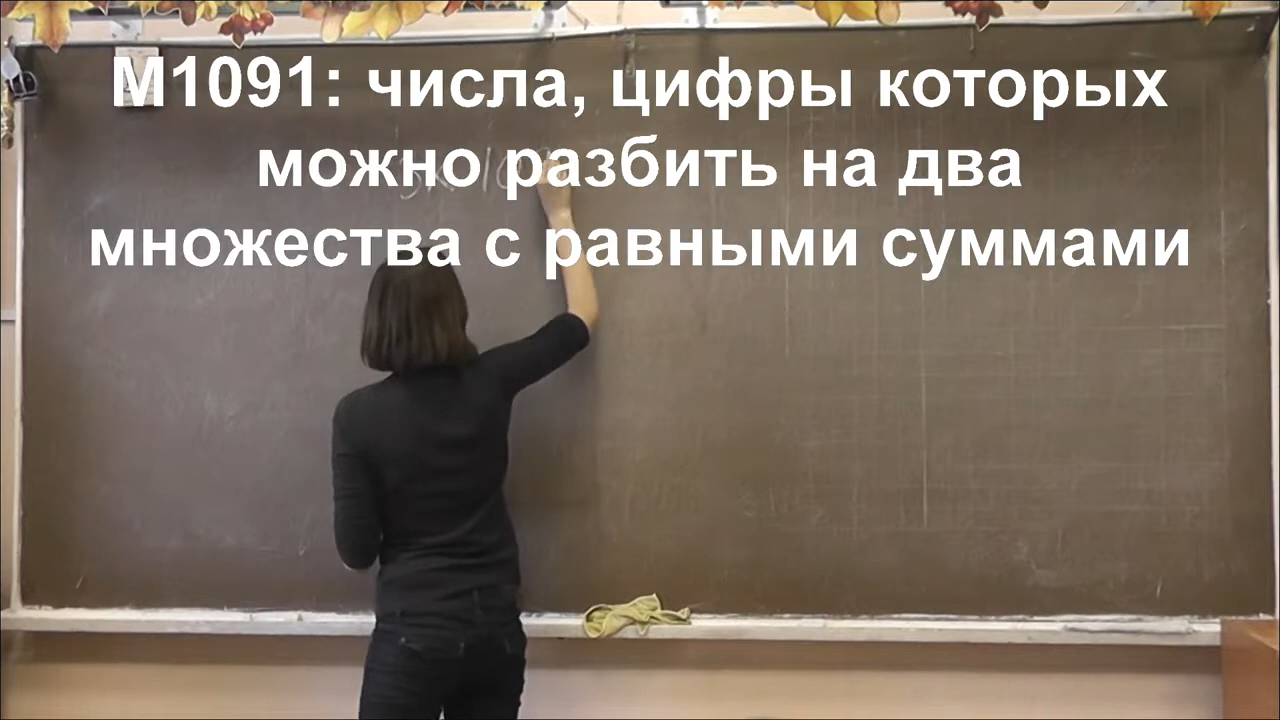 М1091: числа, цифры которых
можно разбить на два
множества с равными суммами